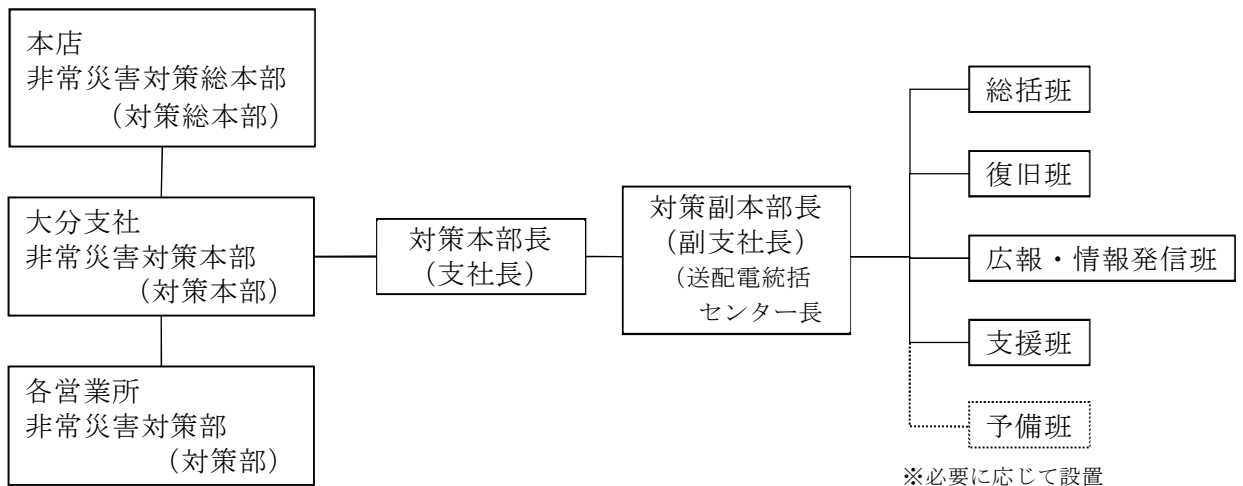 本店
非常災害対策総本部
(対策総本部)
大分支社
非常災害対策本部
(対策本部)
各営業所
非常災害対策部
(対策部)
対策本部長
(支社長)
対策副本部長
(副支社長)
(送配電統括
センター長
総括班
復旧班
広報・情報発信班
支援班
予備班
※必要に応じて設置